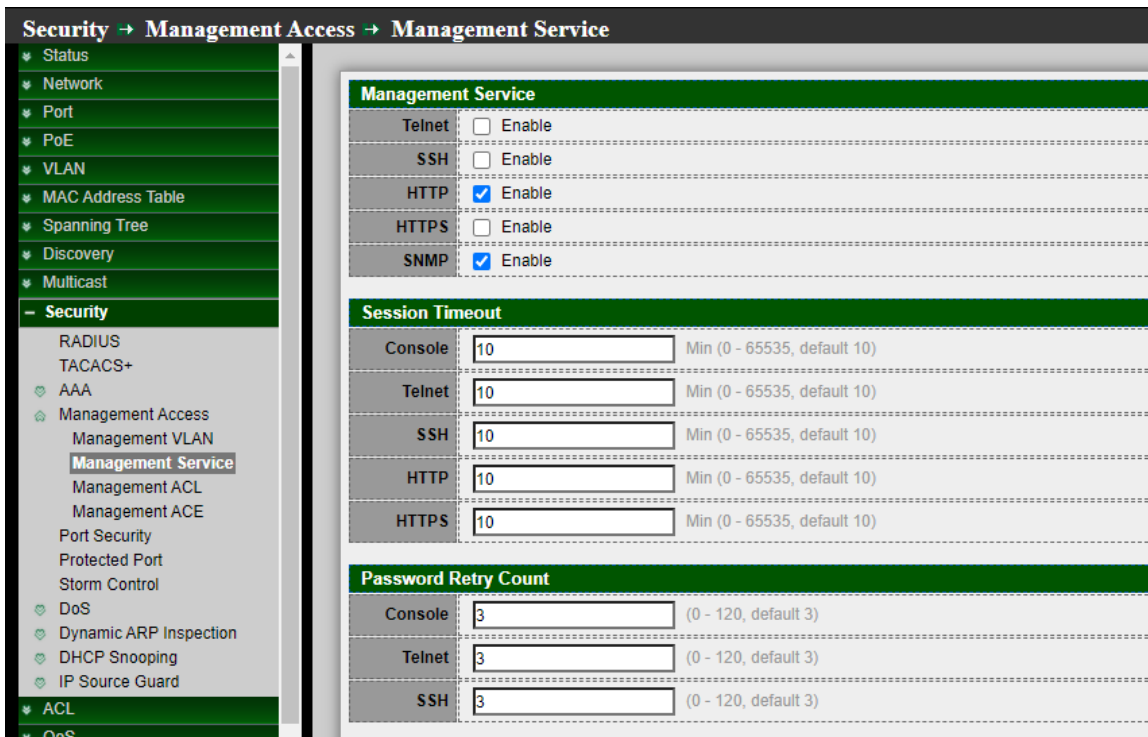 Security → Management Access → Management Service
Status
Network
Port
PoE
VLAN
MAC Address Table
Spanning Tree
Discovery
Multicast
Security
RADIUS
TACACS+
AAA
Management Access
Management VLAN
Management Service
Management ACL
Management ACE
Port Security
Protected Port
Storm Control
DoS
Dynamic ARP Inspection
DHCP Snooping
IP Source Guard
ACL
QoS
Management Service
Telnet Enable
SSH Enable
HTTP Enable
HTTPS Enable
SNMP Enable
Session Timeout
Console 10 Min (0 - 65535, default 10)
Telnet 10 Min (0 - 65535, default 10)
SSH 10 Min (0 - 65535, default 10)
HTTP 10 Min (0 - 65535, default 10)
HTTPS 10 Min (0 - 65535, default 10)
Password Retry Count
Console 3 (0 - 120, default 3)
Telnet 3 (0 - 120, default 3)
SSH 3 (0 - 120, default 3)